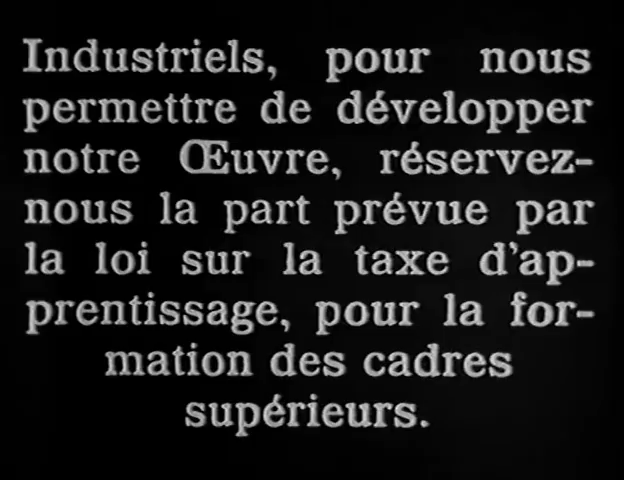 Industriels, pour nous
permettre de développer
notre Œuvre, réservez-
nous la part prévue par
la loi sur la taxe d'ap-
prentissage, pour la for-
mation des cadres
supérieurs.